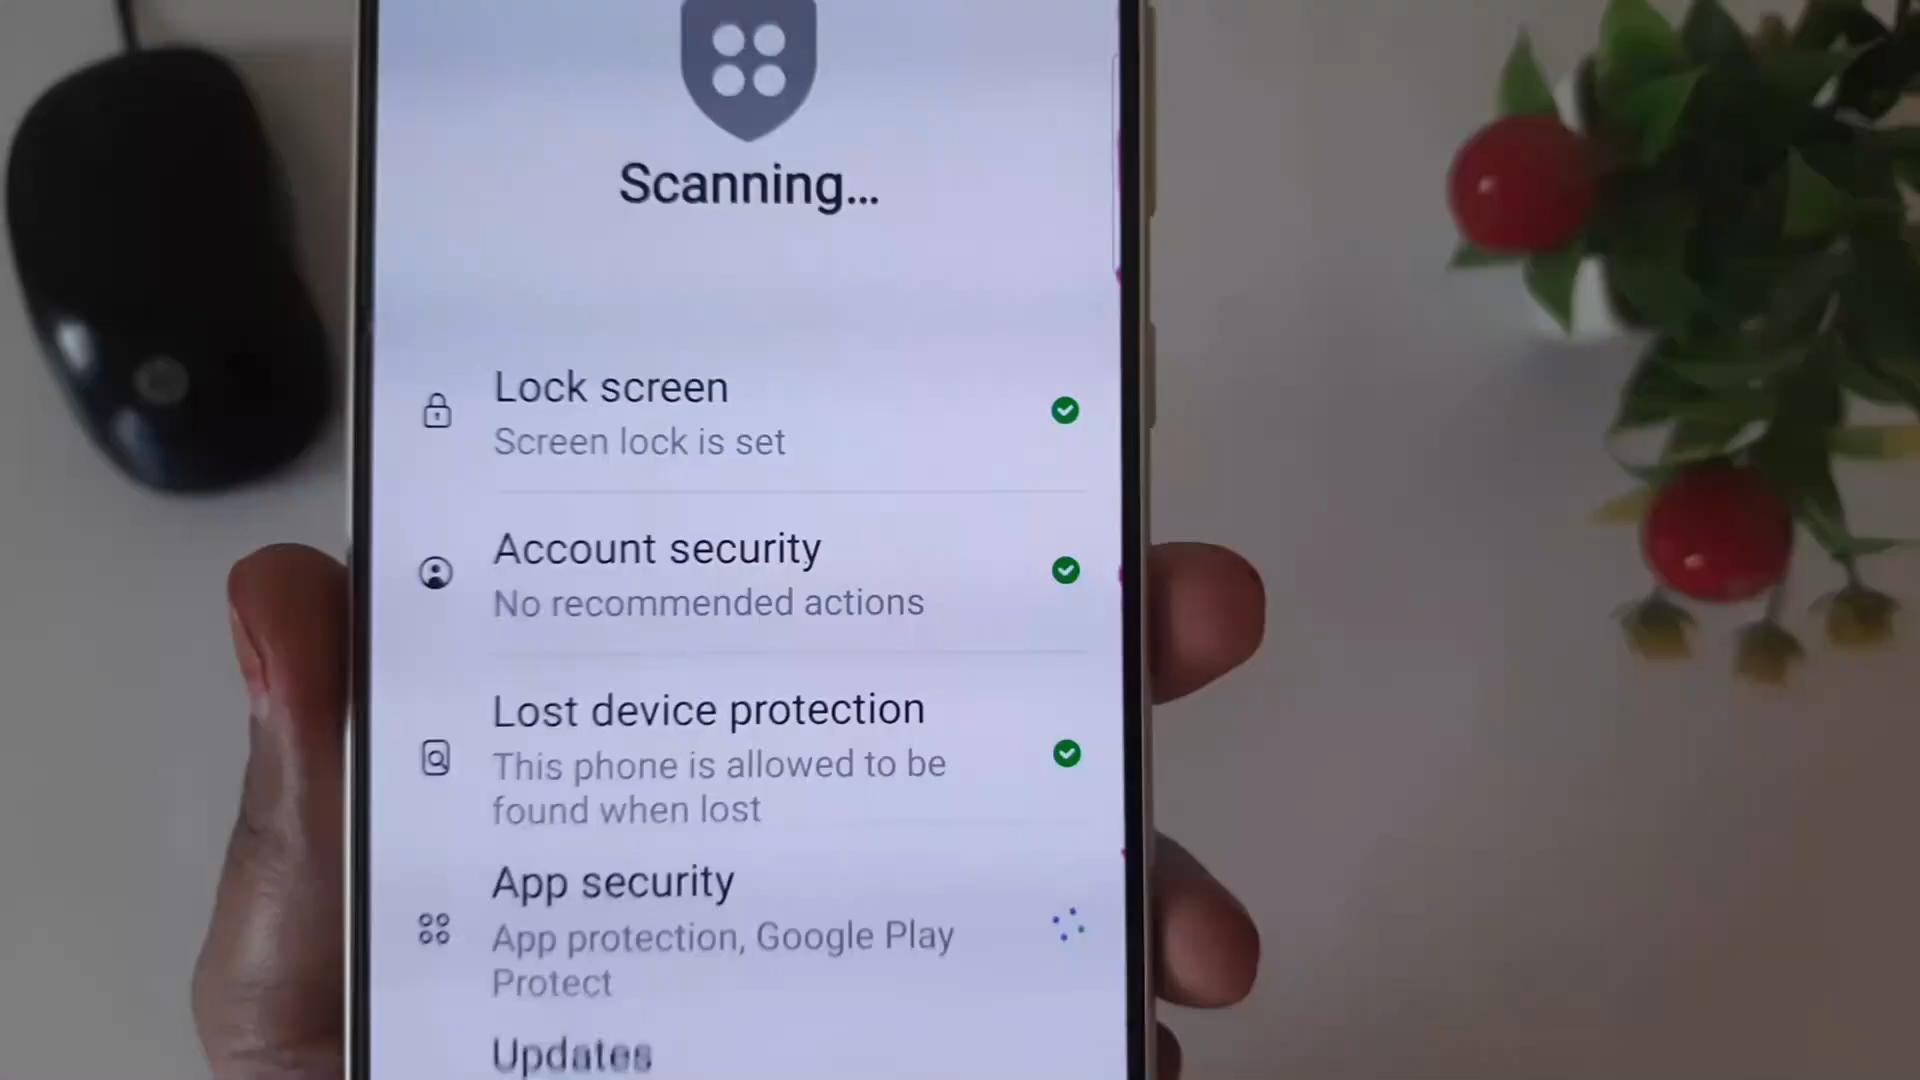 Scanning...
Lock screen
Screen lock is set
Account security
No recommended actions
Lost device protection
This phone is allowed to be
found when lost
App security
App protection, Google Play
Protect
Updates